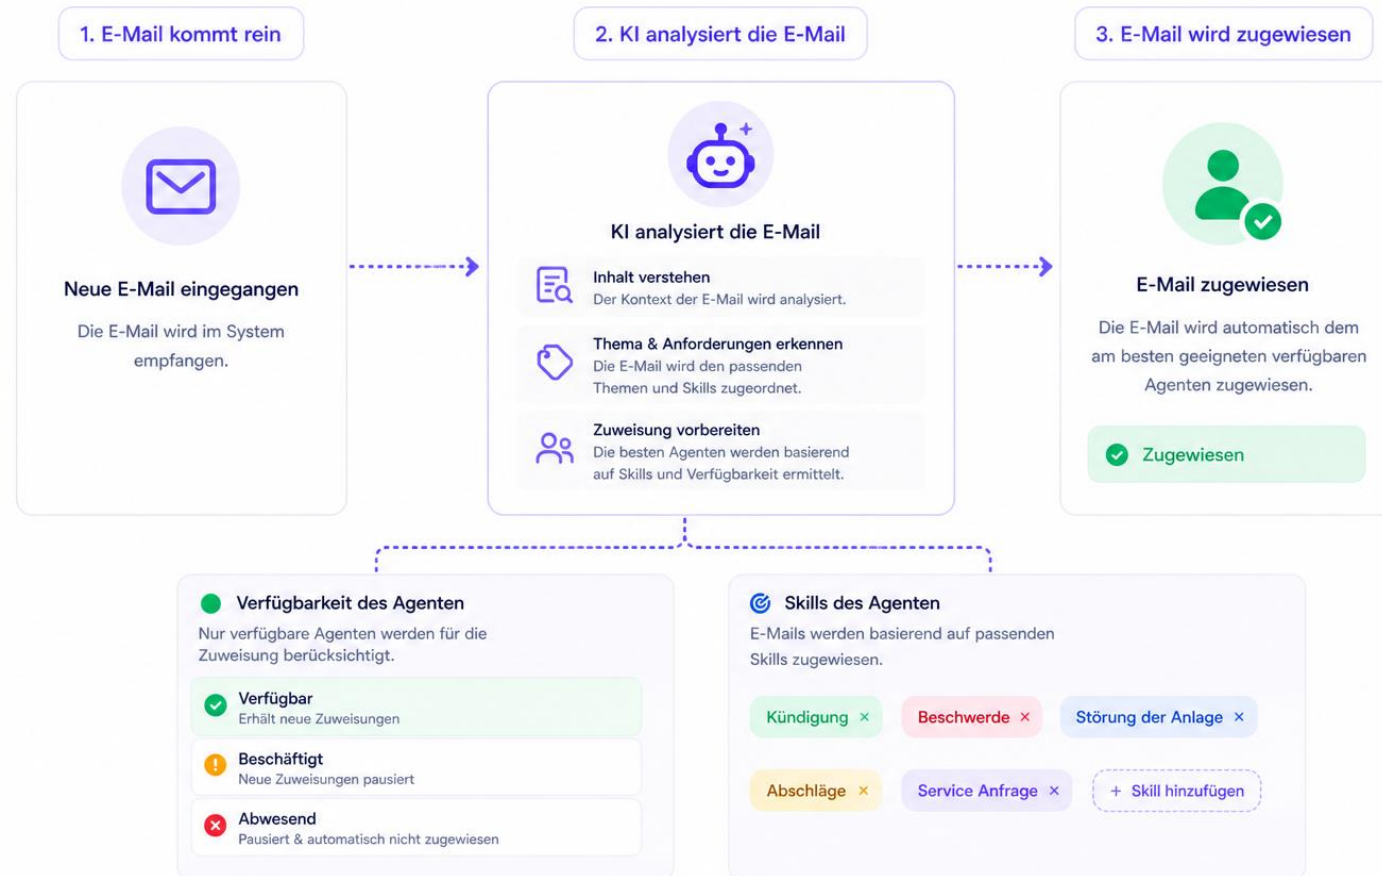 1. E-Mail kommt rein
2. KI analysiert die E-Mail
3. E-Mail wird zugewiesen
Neue E-Mail eingegangen
Die E-Mail wird im System
empfangen.
KI analysiert die E-Mail
Inhalt verstehen
Der Kontext der E-Mail wird analysiert.
Thema & Anforderungen erkennen
Die E-Mail wird den passenden
Themen und Skills zugeordnet.
Zuweisung vorbereiten
Die besten Agenten werden basierend
auf Skills und Verfügbarkeit ermittelt.
E-Mail zugewiesen
Die E-Mail wird automatisch dem
am besten geeigneten verfügbaren
Agenten zugewiesen.
Zugewiesen
Verfügbarkeit des Agenten
Nur verfügbare Agenten werden für die
Zuweisung berücksichtigt.
Verfügbar
Erhält neue Zuweisungen
Beschäftigt
Neue Zuweisungen pausiert
Abwesend
Pausiert & automatisch nicht zugewiesen
Skills des Agenten
E-Mails werden basierend auf passenden
Skills zugewiesen.
Kündigung ×
Beschwerde ×
Störung der Anlage ×
Abschläge ×
Service Anfrage ×
+ Skill hinzufügen